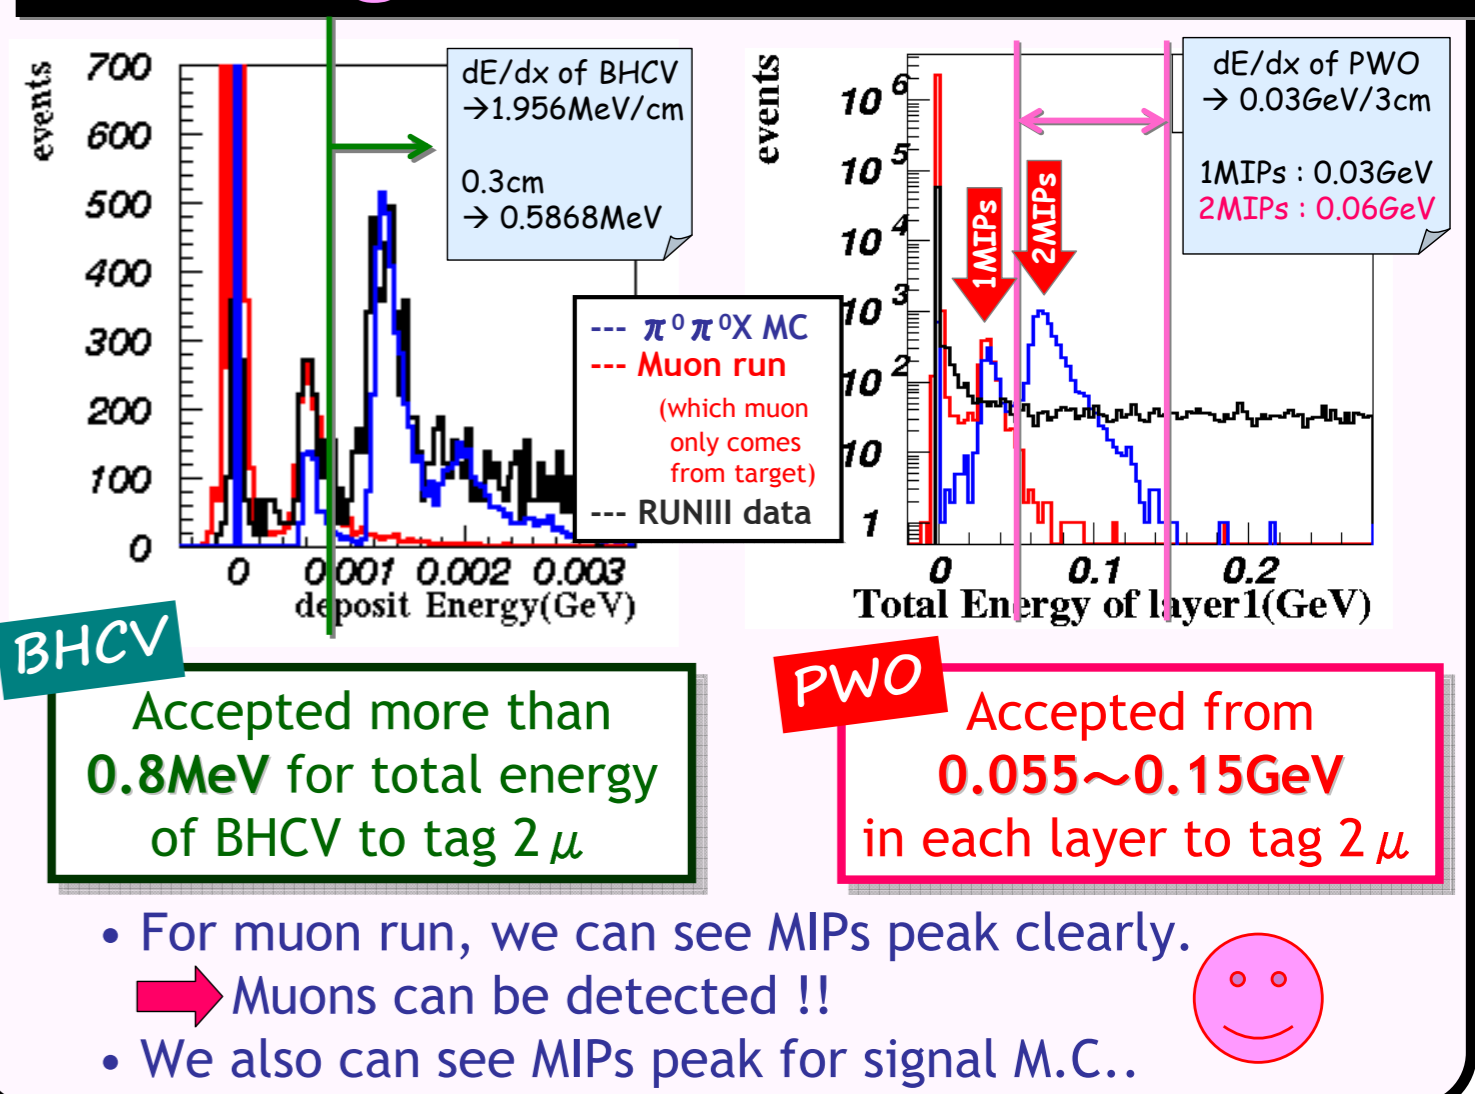 events
700
600
500
400
300
200
100
0
0 0.001 0.002 0.003
deposit Energy(GeV)
dE/dx of BHCV
→1.956MeV/cm
0.3cm
→ 0.5868MeV
--- π⁰π⁰X MC
--- Muon run
(which muon
only comes
from target)
--- RUNIII data
events
10⁶
10⁵
10⁴
10³
10²
10
1
0 0.1 0.2
Total Energy of layer1(GeV)
1MIPs
2MIPs
dE/dx of PWO
→ 0.03GeV/3cm
1MIPs : 0.03GeV
2MIPs : 0.06GeV
BHCV
Accepted more than
0.8MeV for total energy
of BHCV to tag 2μ
PWO
Accepted from
0.055～0.15GeV
in each layer to tag 2μ
• For muon run, we can see MIPs peak clearly.
Muons can be detected !!
• We also can see MIPs peak for signal M.C..